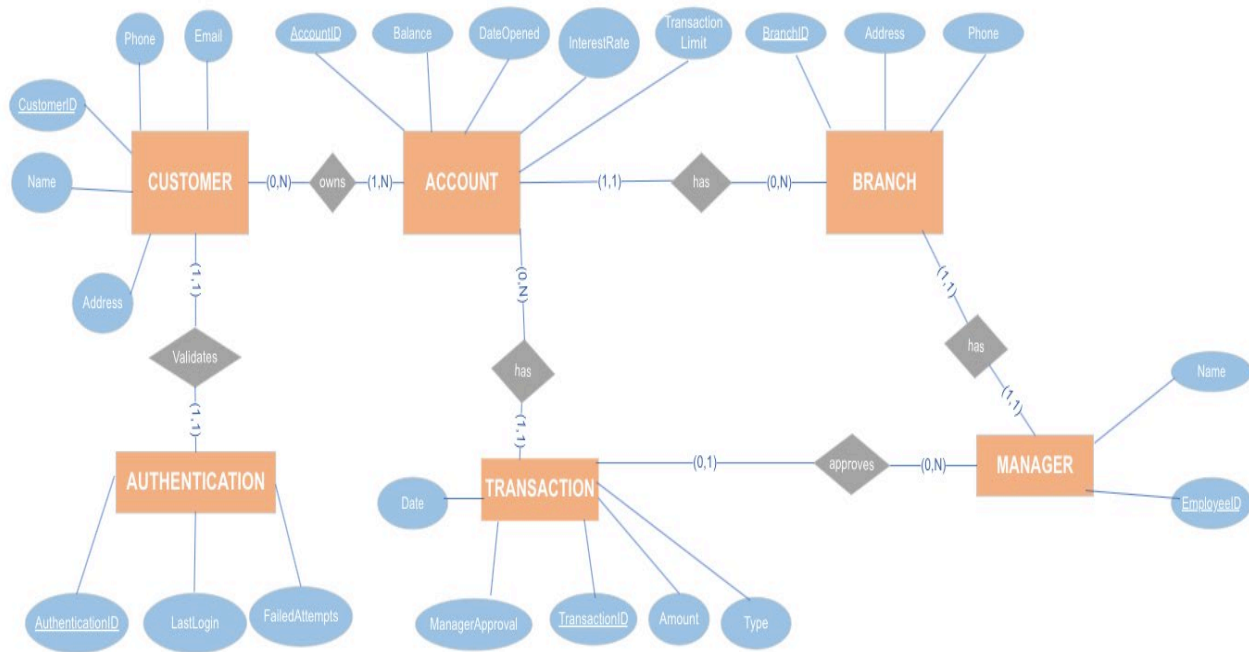 Phone
Email
AccountID
Balance
DateOpened
InterestRate
Transaction
Limit
BranchID
Address
Phone
CustomerID
Name
Address
CUSTOMER
(0,N)
owns
(1,N)
ACCOUNT
(1,1)
has
(0,N)
BRANCH
(1,1)
Validates
(1,1)
(0,N)
has
(1,1)
(1,1)
has
(1,1)
Name
AUTHENTICATION
Date
TRANSACTION
(0,1)
approves
(0,N)
MANAGER
EmployeeID
AuthenticationID
LastLogin
FailedAttempts
ManagerApproval
TransactionID
Amount
Type